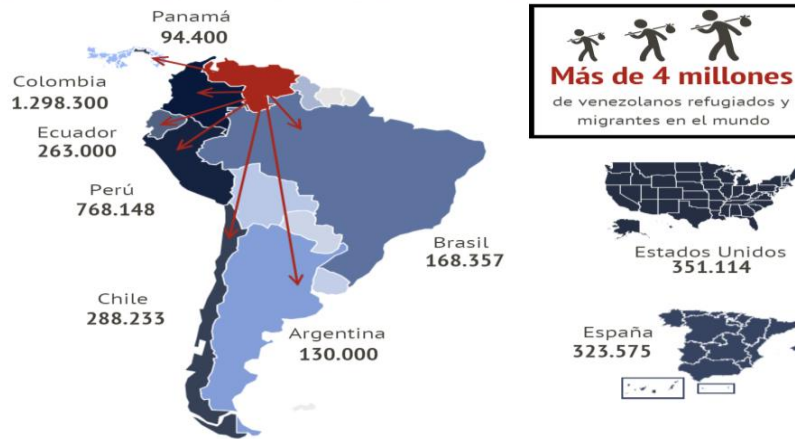 Panamá
94.400
Colombia
1.298.300
Ecuador
263.000
Perú
768.148
Chile
288.233
Argentina
130.000
Brasil
168.357
Más de 4 millones
de venezolanos refugiados y
migrantes en el mundo
Estados Unidos
351.114
España
323.575